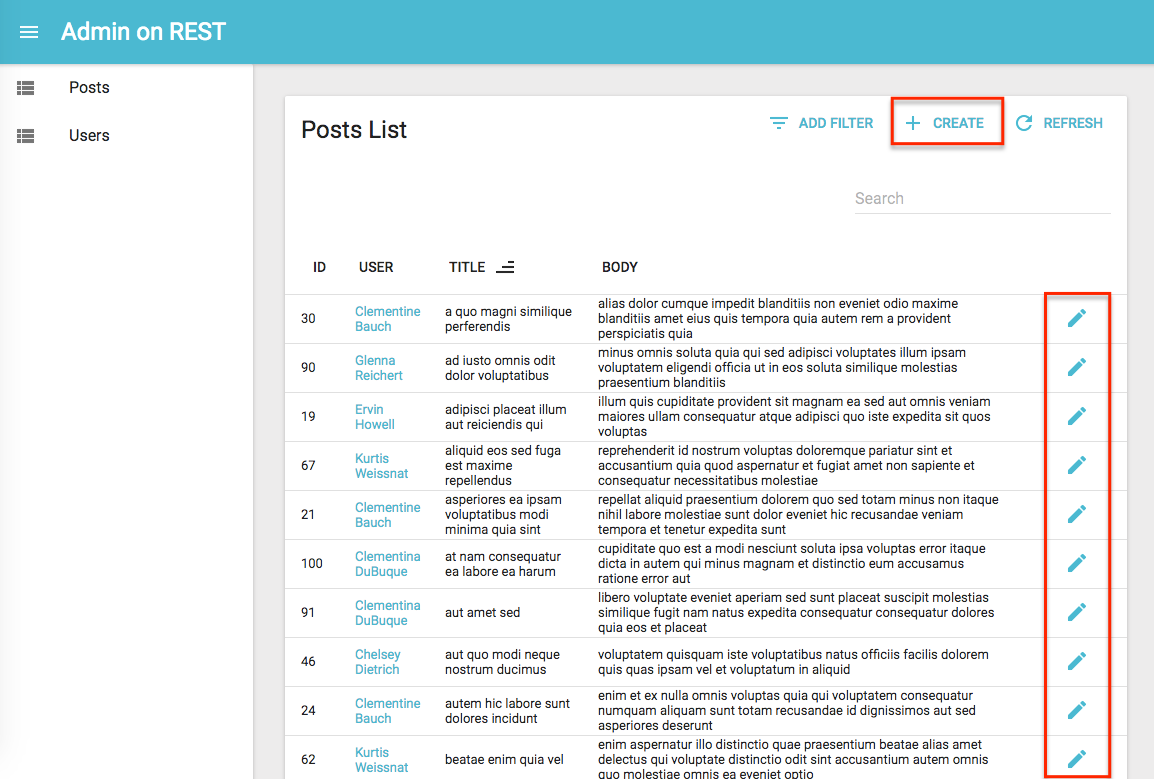 Admin on REST
Posts
Users
Posts List
ADD FILTER
CREATE
REFRESH
Search
ID USER TITLE BODY
30
Clementine
Bauch
a quo magni similique
perferendis
alias dolor cumque impedit blanditiis non eveniet odio maxime
blanditiis amet eius quis tempora quia autem rem a provident
perspiciatis quia
90
Glenna
Reichert
ad iusto omnis odit
dolor voluptatibus
minus omnis soluta quia qui sed adipisci voluptates illum ipsam
voluptatem eligendi officia ut in eos soluta similique molestias
praesentium blanditiis
19
Ervin
Howell
adipisci placeat illum
aut reiciendis qui
illum quis cupiditate provident sit magnam ea sed aut omnis veniam
maiores ullam consequatur atque adipisci quo iste expedita sit quos
voluptas
67
Kurtis
Weissnat
aliquid eos sed fuga
est maxime
repellendus
reprehenderit id nostrum voluptas doloremque pariatur sint et
accusantium quia quod aspernatur et fugiat amet non sapiente et
consequatur necessitatibus molestiae
21
Clementine
Bauch
asperiores ea ipsam
voluptatibus modi
minima quia sint
repellat aliquid praesentium dolorem quo sed totam minus non itaque
nihil labore molestiae sunt dolor eveniet hic recusandae veniam
tempora et tenetur expedita sunt
100
Clementina
DuBuque
at nam consequatur
ea labore ea harum
cupiditate quo est a modi nesciunt soluta ipsa voluptas error itaque
dicta in autem qui minus magnam et distinctio eum accusamus
ratione error aut
91
Clementina
DuBuque
aut amet sed
libero voluptate eveniet aperiam sed sunt placeat suscipit molestias
similique fugit nam natus expedita consequatur consequatur dolores
quia eos et placeat
46
Chelsey
Dietrich
aut quo modi neque
nostrum ducimus
voluptatem quisquam iste voluptatibus natus officiis facilis dolorem
quis quas ipsam vel et voluptatum in aliquid
24
Clementine
Bauch
autem hic labore sunt
dolores incidunt
enim et ex nulla omnis voluptas quia qui voluptatem consequatur
numquam aliquam sunt totam recusandae id dignissimos aut sed
asperiores deserunt
62
Kurtis
Weissnat
beatae enim quia vel
enim aspernatur illo distinctio quae praesentium beatae alias amet
delectus qui voluptate distinctio odit sint accusantium autem omnis
quo molestiae omnis ea eveniet optio